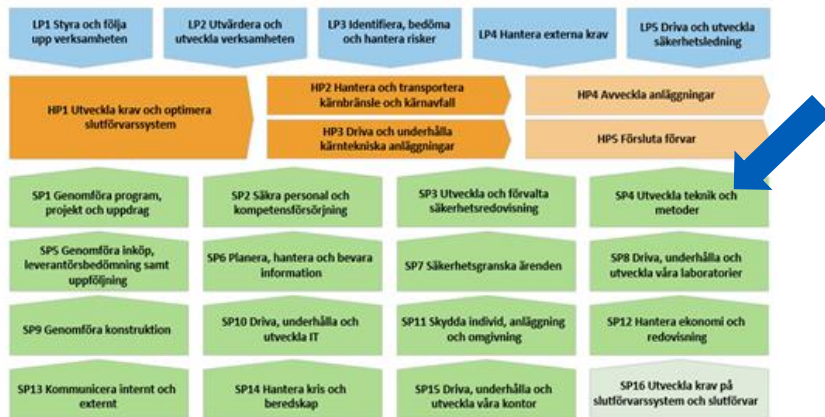 LP1 Styra och följa
upp verksamheten
LP2 Utvärdera och
utveckla verksamheten
LP3 Identifiera, bedöma
och hantera risker
LP4 Hantera externa krav
LP5 Driva och utveckla
säkerhetsledning
HP1 Utveckla krav och optimera
slutförvarssystem
HP2 Hantera och transportera
kärnbränsle och kärnavfall
HP3 Driva och underhålla
kärntekniska anläggningar
HP4 Avveckla anläggningar
HP5 Försluta förvar
SP1 Genomföra program,
projekt och uppdrag
SP2 Säkra personal och
kompetensförsörjning
SP3 Utveckla och förvalta
säkerhetsredovisning
SP4 Utveckla teknik och
metoder
SP5 Genomföra inköp,
leverantörsbedömning samt
uppföljning
SP6 Planera, hantera och bevara
information
SP7 Säkerhetsgranska ärenden
SP8 Driva, underhålla och
utveckla våra laboratorier
SP9 Genomföra konstruktion
SP10 Driva, underhålla och
utveckla IT
SP11 Skydda individ, anläggning
och omgivning
SP12 Hantera ekonomi och
redovisning
SP13 Kommunicera internt och
externt
SP14 Hantera kris och
beredskap
SP15 Driva, underhålla och
utveckla våra kontor
SP16 Utveckla krav på
slutförvarssystem och slutförvar